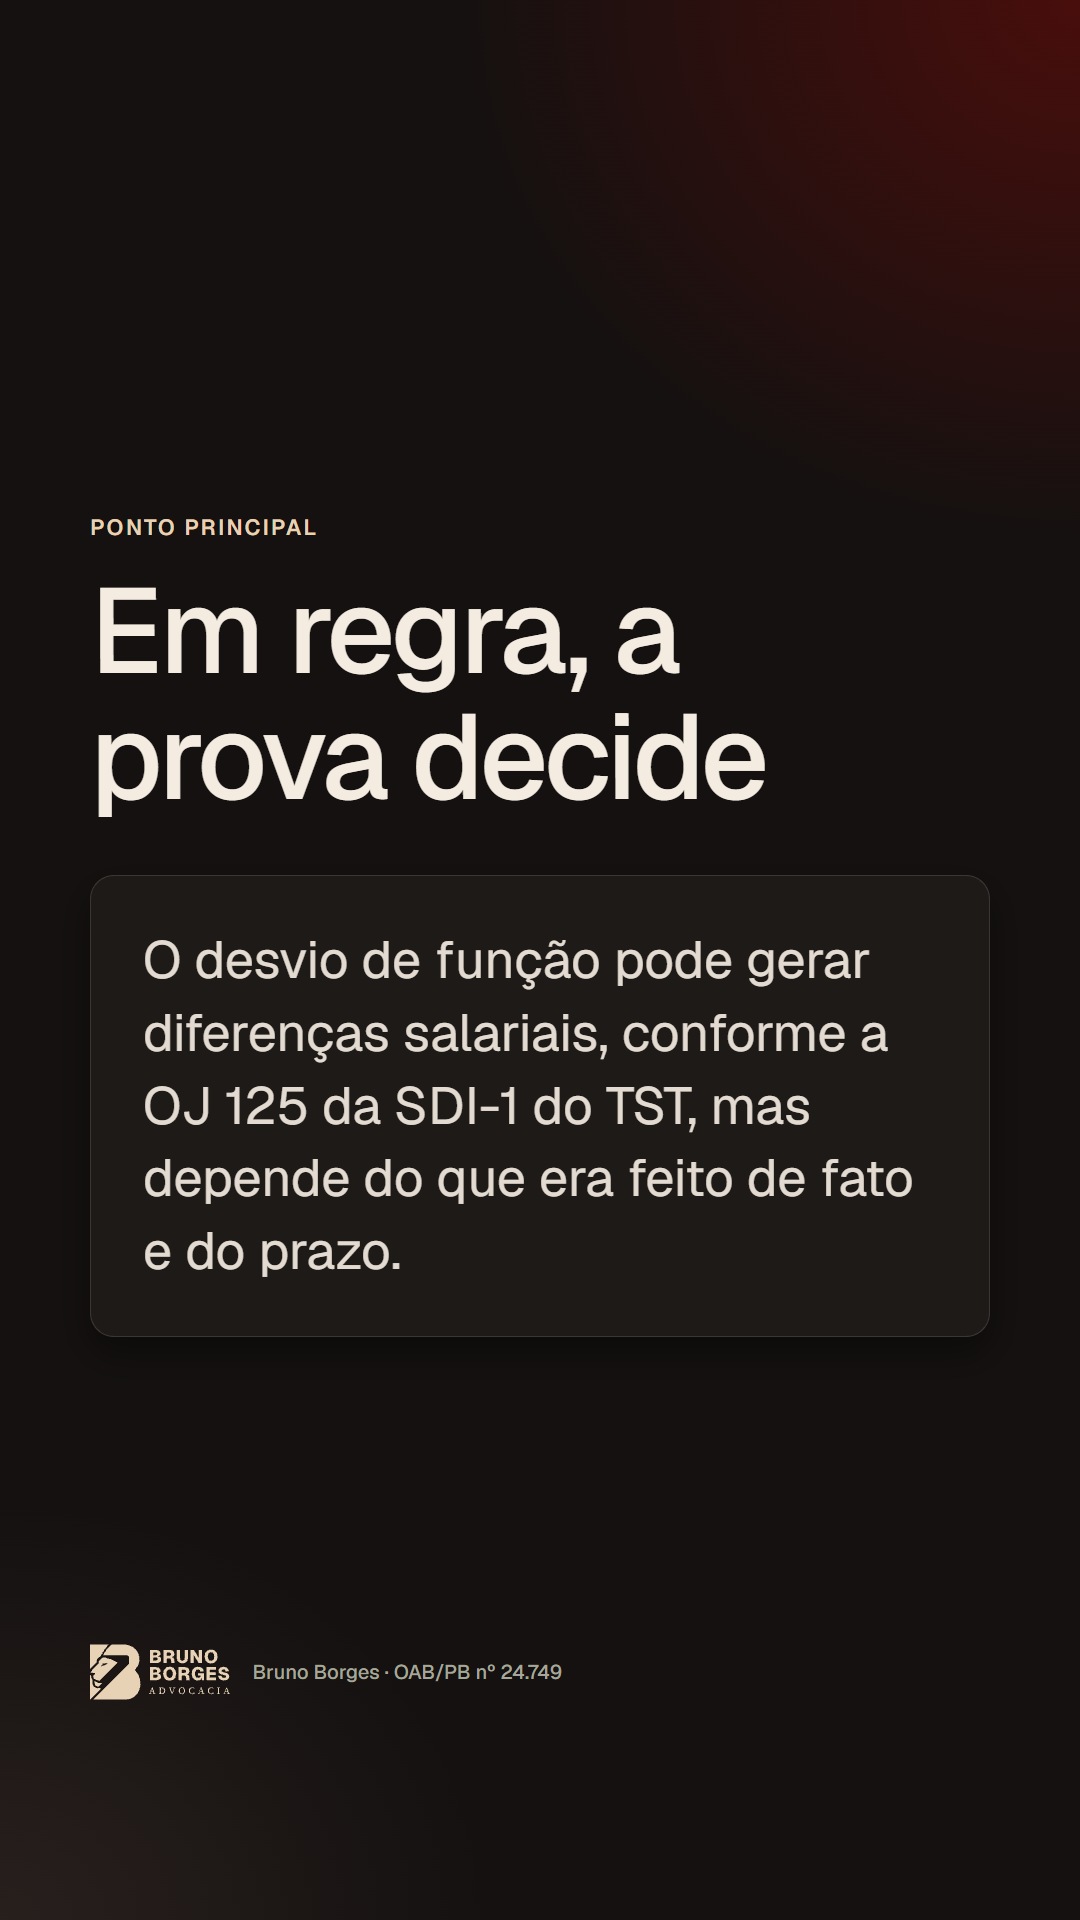 PONTO PRINCIPAL
Em regra, a
prova decide
O desvio de função pode gerar
diferenças salariais, conforme a
OJ 125 da SDI-1 do TST, mas
depende do que era feito de fato
e do prazo.
BRUNO
BORGES
ADVOCACIA
Bruno Borges · OAB/PB nº 24.749